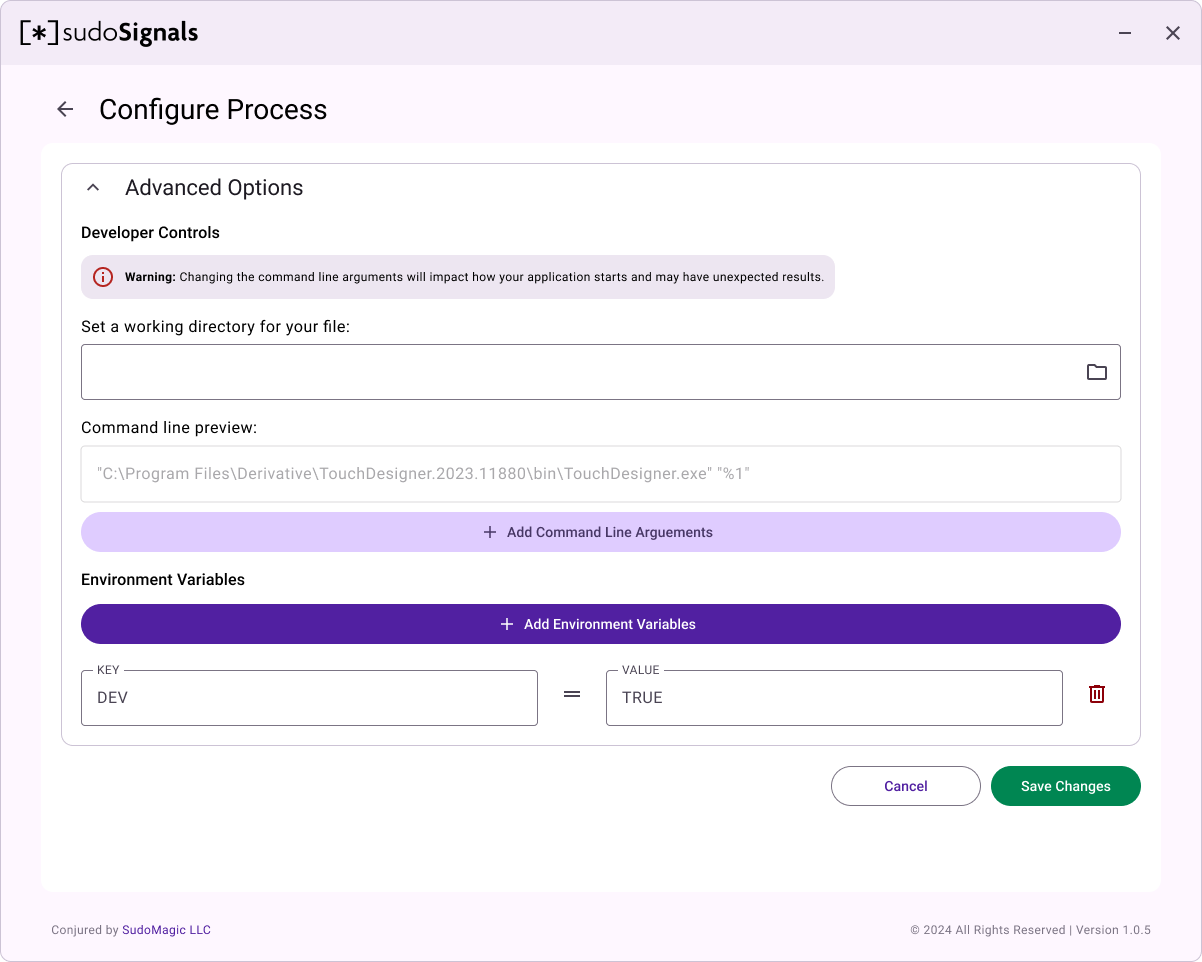 [*]sudoSignals
Configure Process
Advanced Options
Developer Controls
Warning: Changing the command line arguments will impact how your application starts and may have unexpected results.
Set a working directory for your file:
Command line preview:
"C:\Program Files\Derivative\TouchDesigner.2023.11880\bin\TouchDesigner.exe" "%1"
Add Command Line Arguements
Environment Variables
Add Environment Variables
KEY
DEV
=
VALUE
TRUE
Cancel
Save Changes
Conjured by SudoMagic LLC
© 2024 All Rights Reserved | Version 1.0.5